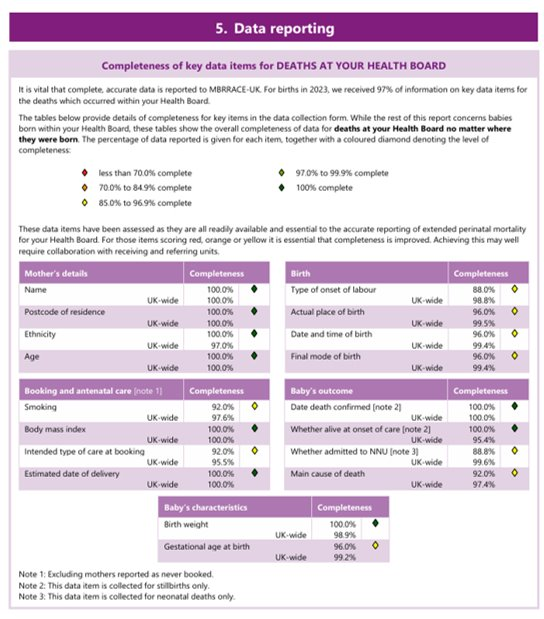 5. Data reporting
Completeness of key data items for DEATHS AT YOUR HEALTH BOARD
It is vital that complete, accurate data is reported to MBRRACE-UK. For births in 2023, we received 97% of information on key data items for
the deaths which occurred within your Health Board.
The tables below provide details of completeness for key items in the data collection form. While the rest of this report concerns babies
born within your Health Board, these tables show the overall completeness of data for deaths at your Health Board no matter where
they were born. The percentage of data reported is given for each item, together with a coloured diamond denoting the level of
completeness:
less than 70.0% complete
70.0% to 84.9% complete
85.0% to 96.9% complete
97.0% to 99.9% complete
100% complete
These data items have been assessed as they are all readily available and essential to the accurate reporting of extended perinatal mortality
for your Health Board. For those items scoring red, orange or yellow it is essential that completeness is improved. Achieving this may well
require collaboration with receiving and referring units.
Mother's details Completeness
Name 100.0%
UK-wide 100.0%
Postcode of residence 100.0%
UK-wide 100.0%
Ethnicity 100.0%
UK-wide 97.0%
Age 100.0%
UK-wide 100.0%
Birth Completeness
Type of onset of labour 88.0%
UK-wide 98.8%
Actual place of birth 96.0%
UK-wide 99.5%
Date and time of birth 96.0%
UK-wide 99.4%
Final mode of birth 96.0%
UK-wide 99.4%
Booking and antenatal care [note 1] Completeness
Smoking 92.0%
UK-wide 97.6%
Body mass index 100.0%
UK-wide 100.0%
Intended type of care at booking 92.0%
UK-wide 95.5%
Estimated date of delivery 100.0%
UK-wide 100.0%
Baby's outcome Completeness
Date death confirmed [note 2] 100.0%
UK-wide 100.0%
Whether alive at onset of care [note 2] 100.0%
UK-wide 95.4%
Whether admitted to NNU [note 3] 88.8%
UK-wide 99.6%
Main cause of death 92.0%
UK-wide 97.4%
Baby's characteristics Completeness
Birth weight 100.0%
UK-wide 98.9%
Gestational age at birth 96.0%
UK-wide 99.2%
Note 1: Excluding mothers reported as never booked.
Note 2: This data item is collected for stillbirths only.
Note 3: This data item is collected for neonatal deaths only.